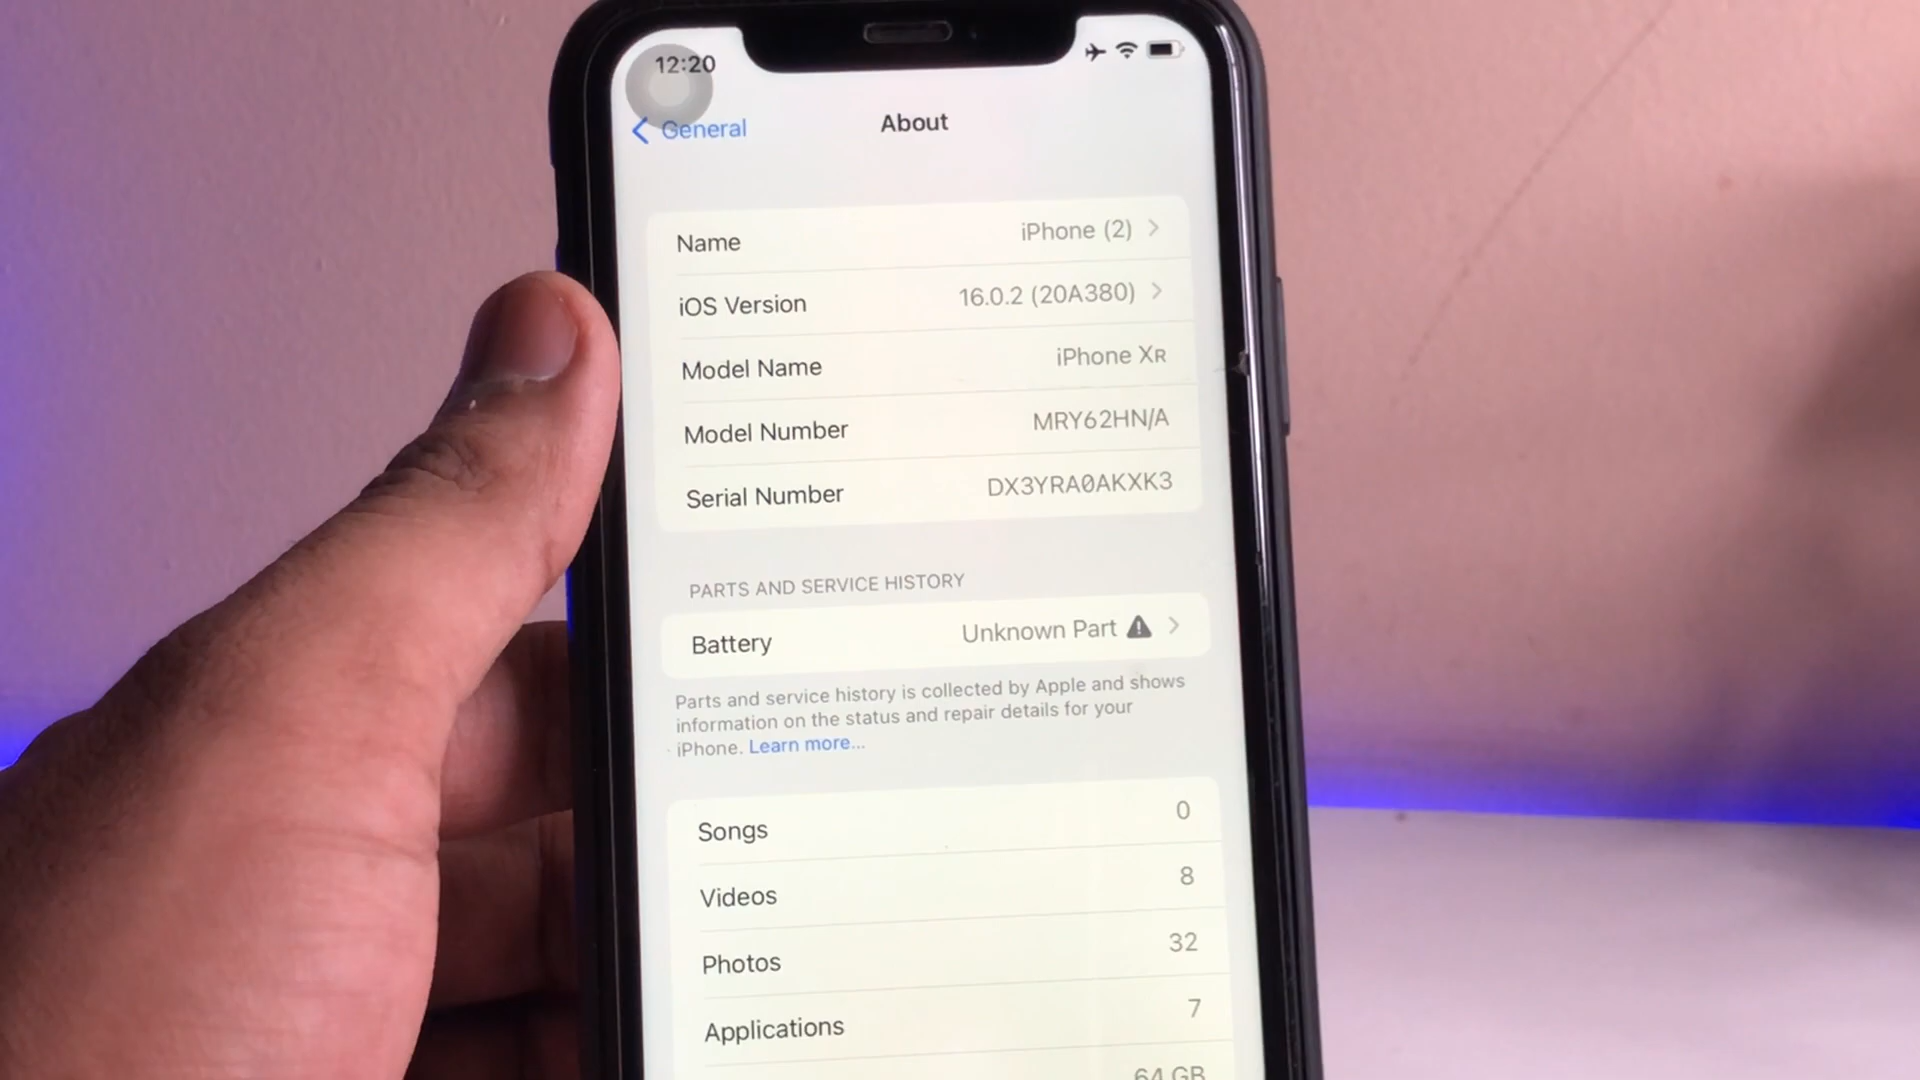 12:20
General
About
Name iPhone (2)
iOS Version 16.0.2 (20A380)
Model Name iPhone XR
Model Number MRY62HN/A
Serial Number DX3YRA0AKXK3
PARTS AND SERVICE HISTORY
Battery Unknown Part
Parts and service history is collected by Apple and shows
information on the status and repair details for your
iPhone. Learn more...
Songs 0
Videos 8
Photos 32
Applications 7
64 GB